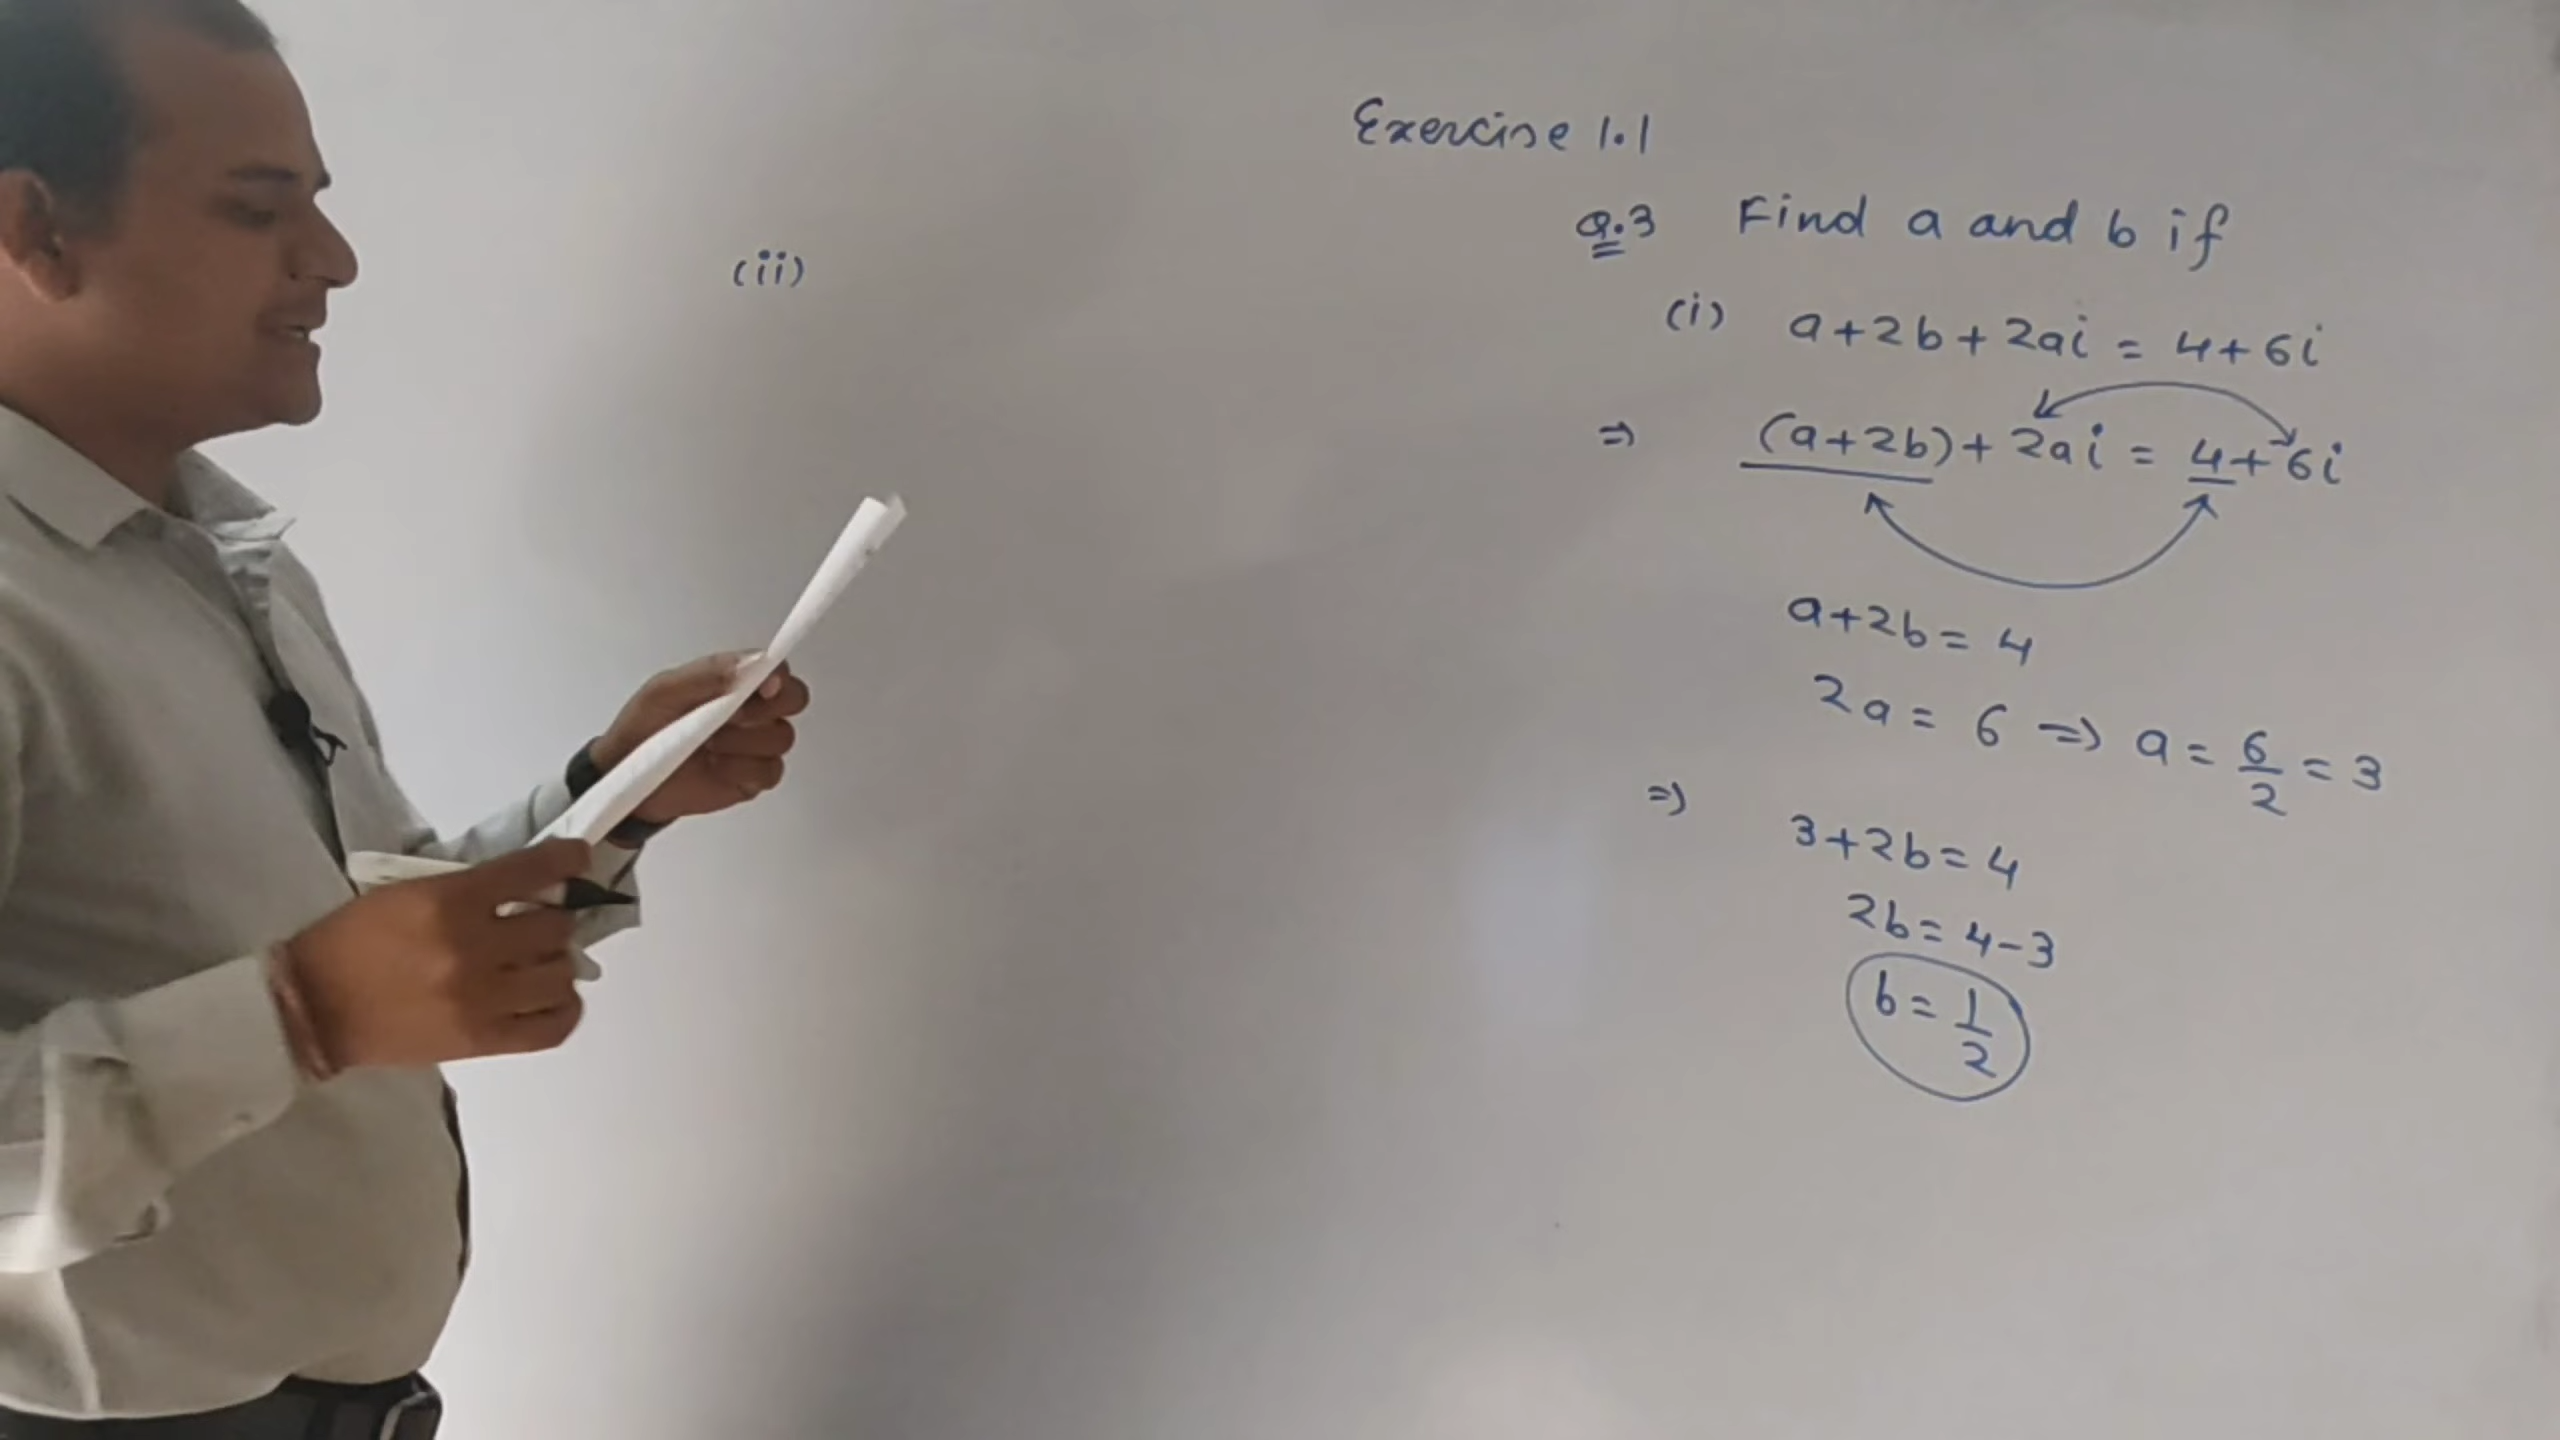 Exercise 1.1
Q.3 Find a and b if
(i) a+2b+2ai = 4+6i
⇒ (a+2b)+2ai = 4+6i
a+2b = 4
2a = 6 ⇒ a = 6/2 = 3
⇒ 3+2b = 4
2b = 4-3
b = 1/2
(ii)